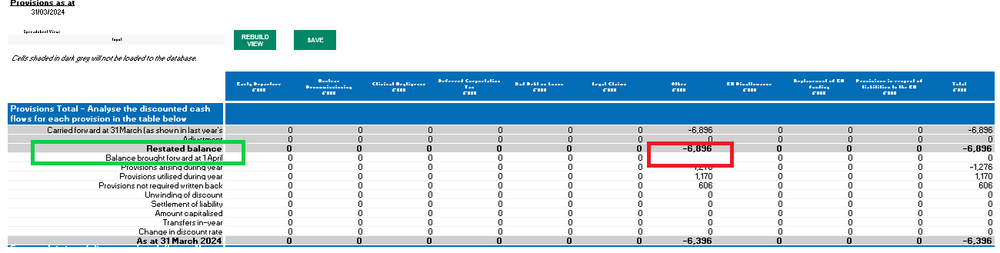 Provisions as at
31/03/2024
Spreadsheet View:
Input
REBUILD VIEW
SAVE
Cells shaded in dark grey will not be loaded to the database.
Early Departure £'000
Nuclear Decommissioning £'000
Clinical Negligence £'000
Deferred Corporation Tax £'000
Bad Debt on Loans £'000
Legal Claims £'000
Other £'000
EU Disallowance £'000
Replacement of EU funding £'000
Provisions in respect of liabilities to the EU £'000
Total £'000
Provisions Total - Analyse the discounted cash
flows for each provision in the table below
Carried forward at 31 March (as shown in last year's 0 0 0 0 0 0 -6,896 0 0 0 -6,896
Adjustment 0 0 0 0 0 0 0 0 0 0
Restated balance 0 0 0 0 0 0 -6,896 0 0 0 -6,896
Balance brought forward at 1 April 0 0 0 0 0 0 0 0 0 0
Provisions arising during year 0 0 0 0 0 0 0 0 0 -1,276
Provisions utilised during year 0 0 0 0 0 0 1,170 0 0 0 1,170
Provisions not required written back 0 0 0 0 0 0 606 0 0 0 606
Unwinding of discount 0 0 0 0 0 0 0 0 0 0 0
Settlement of liability 0 0 0 0 0 0 0 0 0 0 0
Amount capitalised 0 0 0 0 0 0 0 0 0 0 0
Transfers in-year 0 0 0 0 0 0 0 0 0 0 0
Change in discount rate 0 0 0 0 0 0 0 0 0 0 0
As at 31 March 2024 0 0 0 0 0 0 -6,396 0 0 0 -6,396